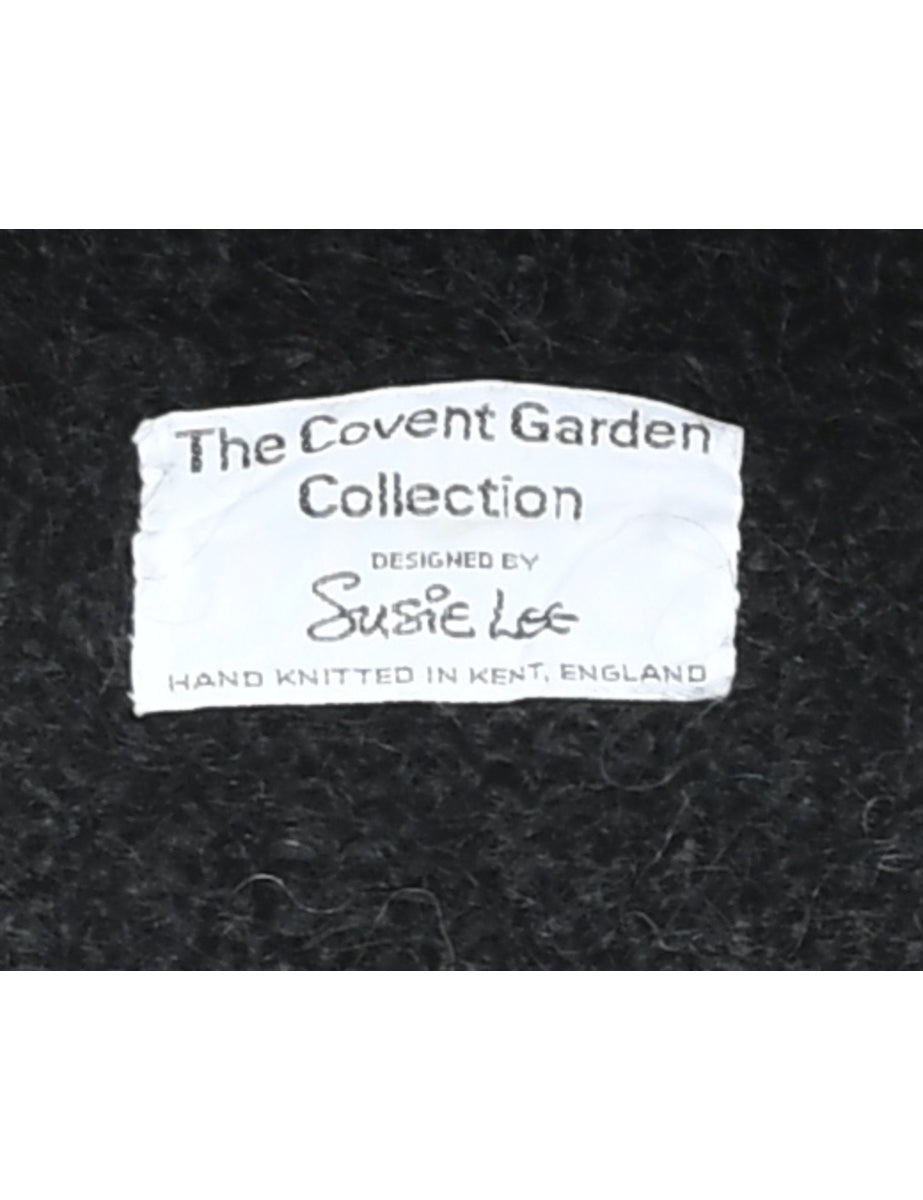 The Covent Garden
Collection
DESIGNED BY
Susie Lee
HAND KNITTED IN KENT, ENGLAND